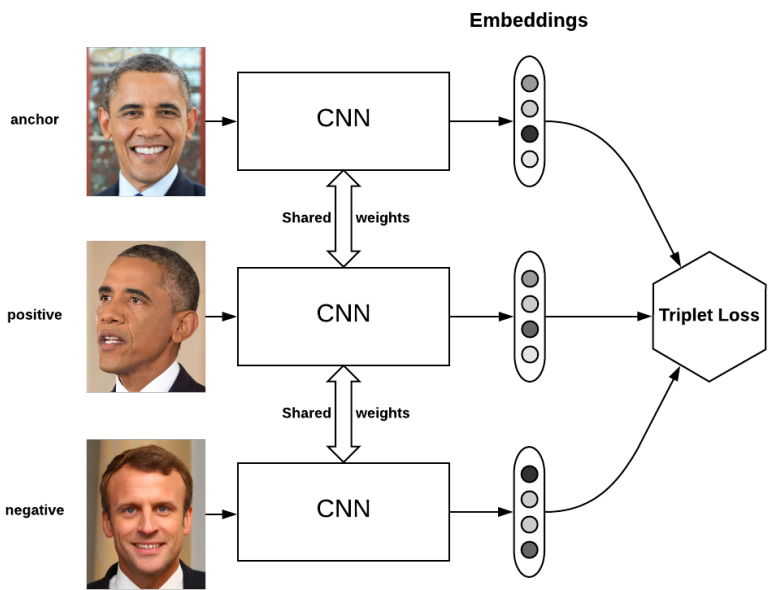 Embeddings
anchor
CNN
Shared weights
positive
CNN
Triplet Loss
Shared weights
negative
CNN